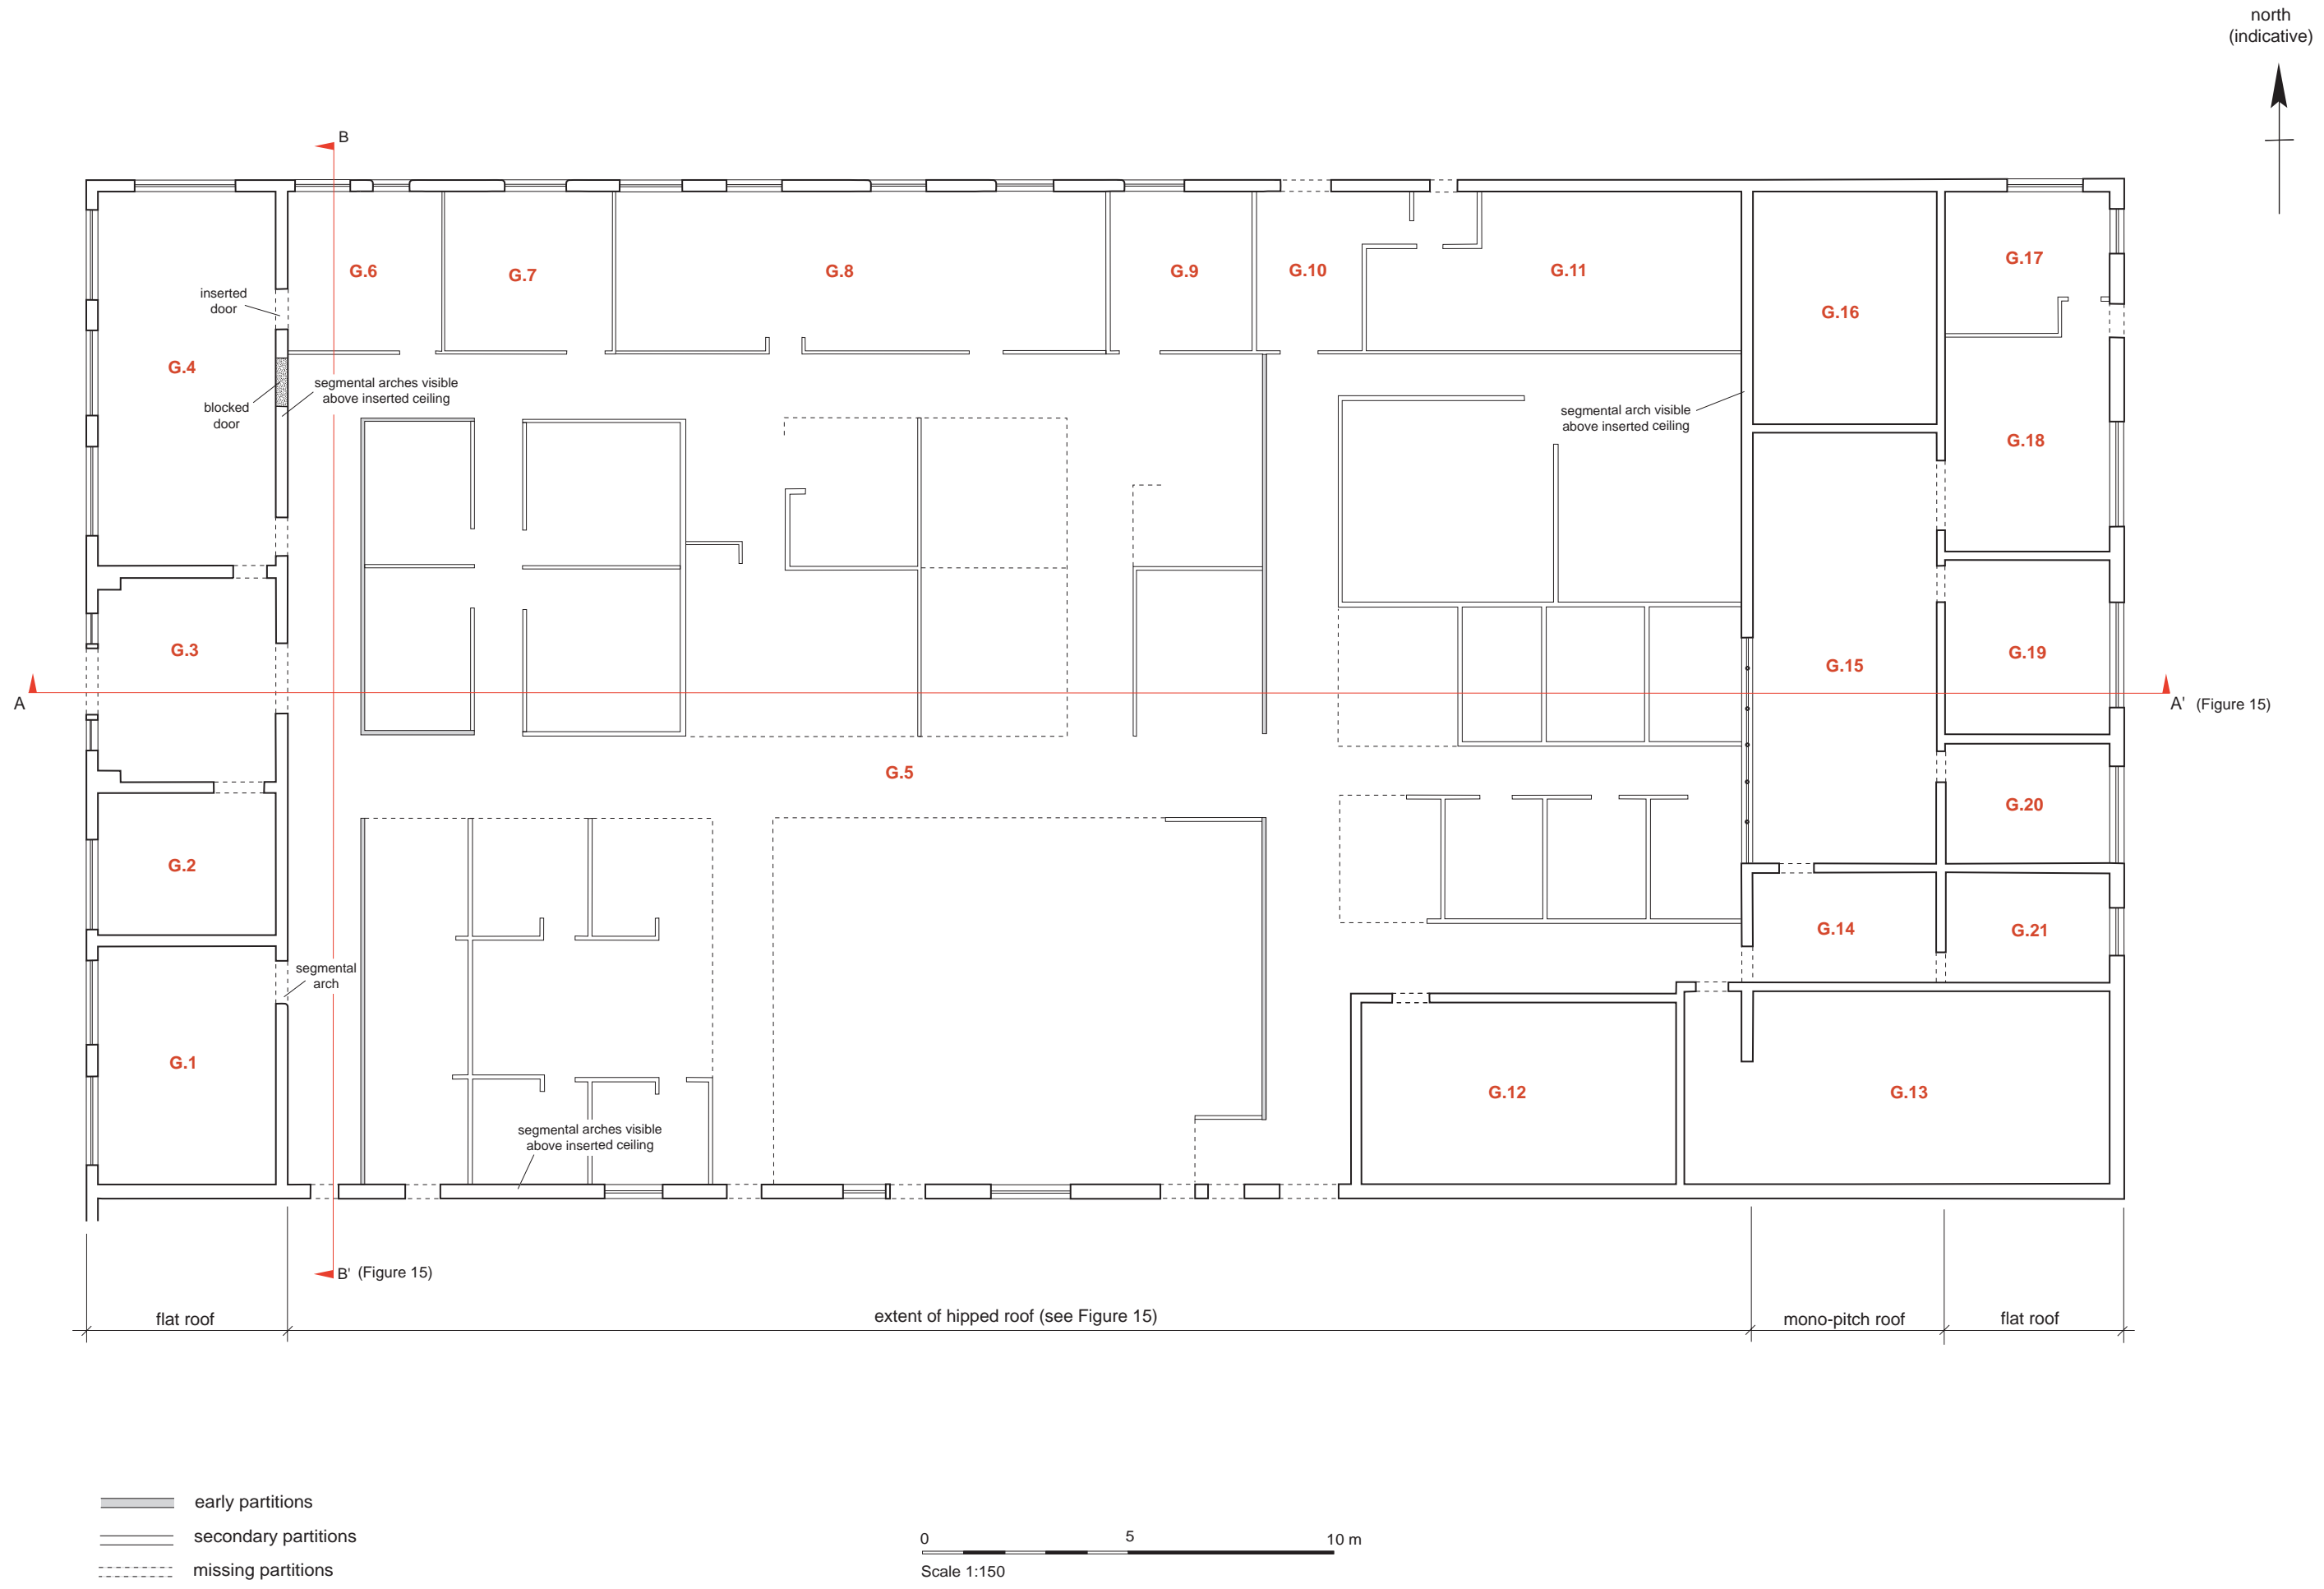 north
(indicative)
B
G.6
G.7
G.8
G.9
G.10
G.11
G.16
G.17
inserted
door
G.4
blocked
door
segmental arches visible
above inserted ceiling
segmental arch visible
above inserted ceiling
G.18
G.3
G.15
G.19
A
A' (Figure 15)
G.5
G.20
G.2
G.14
G.21
segmental
arch
G.1
G.12
G.13
segmental arches visible
above inserted ceiling
B' (Figure 15)
flat roof
extent of hipped roof (see Figure 15)
mono-pitch roof
flat roof
early partitions
secondary partitions
missing partitions
0 5 10 m
Scale 1:150